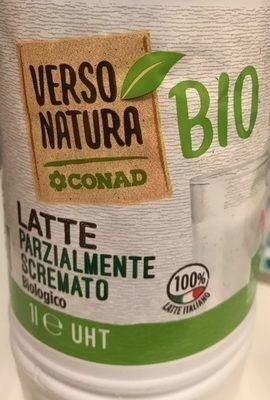 VERSO
NATURA
CONAD
BIO
LATTE
PARZIALMENTE
SCREMATO
Biologico
100%
LATTE ITALIANO
1l e UHT